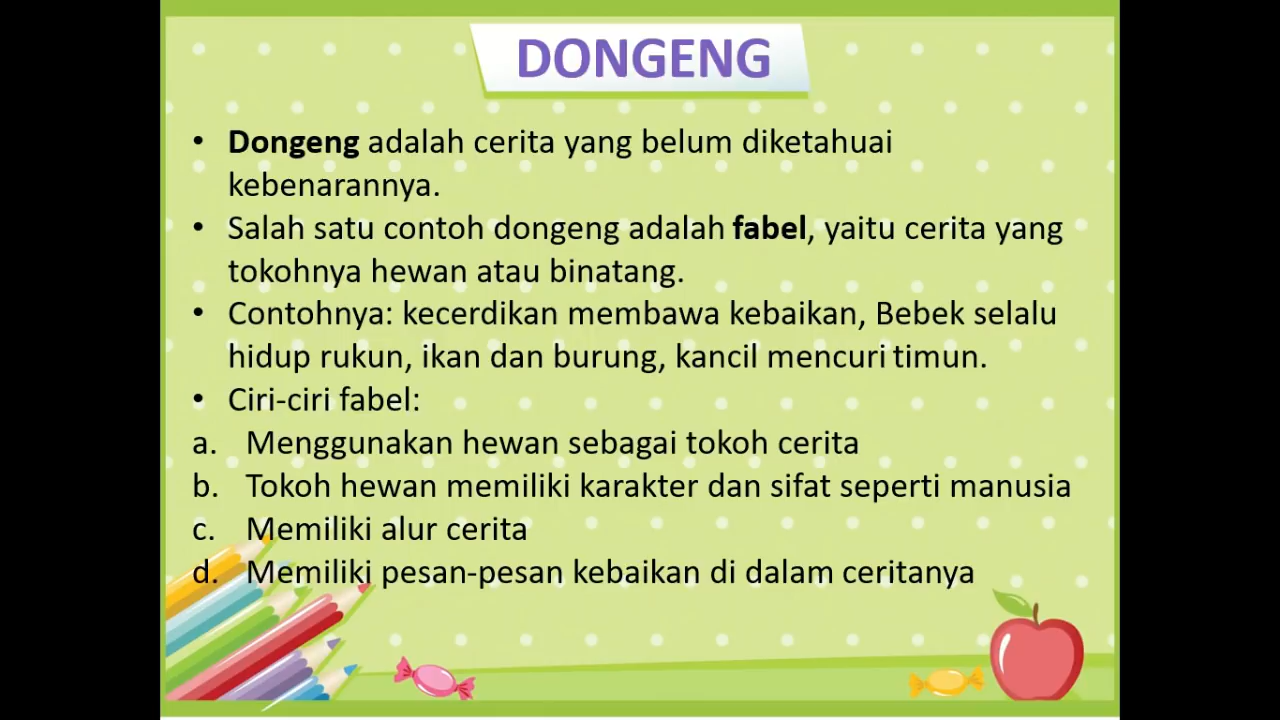 DONGENG
• Dongeng adalah cerita yang belum diketahuai
kebenarannya.
• Salah satu contoh dongeng adalah fabel, yaitu cerita yang
tokohnya hewan atau binatang.
• Contohnya: kecerdikan membawa kebaikan, Bebek selalu
hidup rukun, ikan dan burung, kancil mencuri timun.
• Ciri-ciri fabel:
a. Menggunakan hewan sebagai tokoh cerita
b. Tokoh hewan memiliki karakter dan sifat seperti manusia
c. Memiliki alur cerita
d. Memiliki pesan-pesan kebaikan di dalam ceritanya